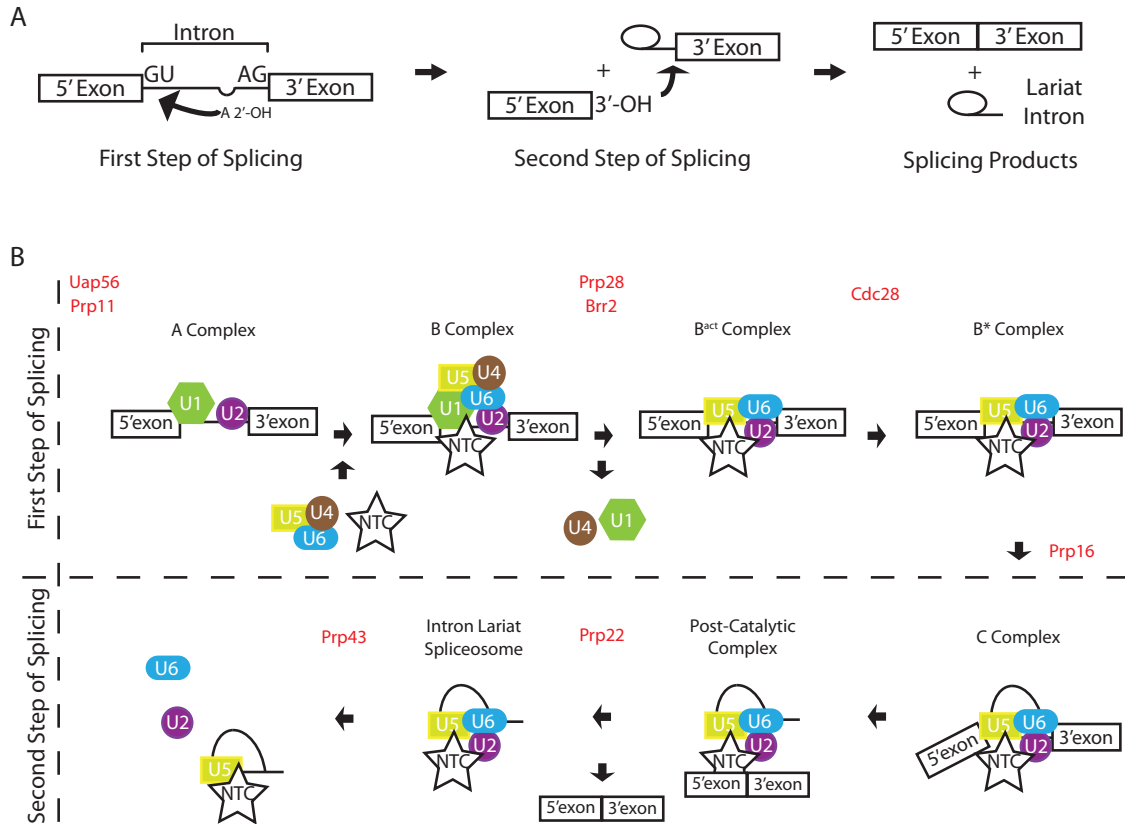 A
Intron
GU
AG
5' Exon
3' Exon
A 2'-OH
First Step of Splicing
3' Exon
+
5' Exon
3'-OH
Second Step of Splicing
5' Exon
3' Exon
+
Lariat
Intron
Splicing Products
B
First Step of Splicing
Uap56
Prp11
Prp28
Brr2
Cdc28
A Complex
B Complex
Bact Complex
B* Complex
5'exon
U1
U2
3'exon
5'exon
U5
U4
U1
U6
U2
NTC
3'exon
5'exon
U5
U6
U2
NTC
3'exon
5'exon
U5
U6
U2
NTC
3'exon
U5
U4
U6
NTC
U4
U1
Prp16
Second Step of Splicing
Prp43
Intron Lariat
Spliceosome
Prp22
Post-Catalytic
Complex
C Complex
U6
U2
U5
NTC
U5
U6
U2
NTC
5'exon
3'exon
U5
U6
U2
NTC
5'exon
3'exon
5'exon
U5
U6
U2
NTC
3'exon